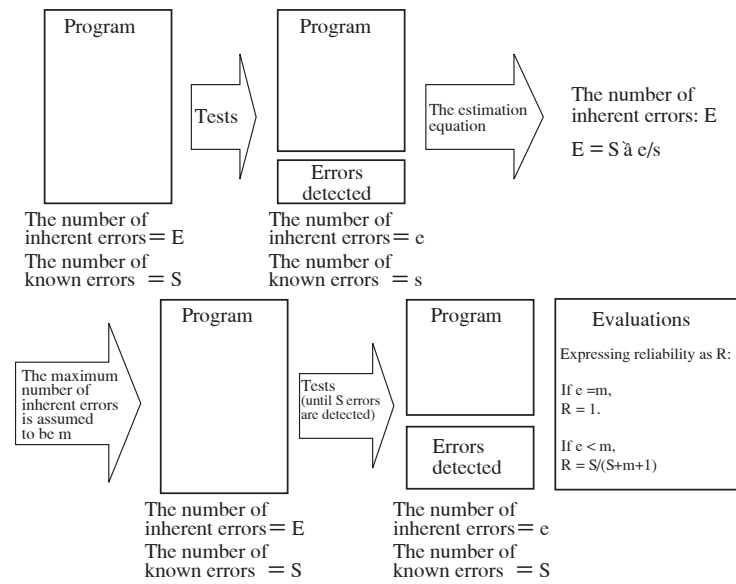 Program
Tests
Program
Errors
detected
The estimation
equation
The number of
inherent errors: E
E = S ˋà e/s
The number of
inherent errors = E
The number of
known errors = S
The number of
inherent errors = e
The number of
known errors = s
The maximum
number of
inherent errors
is assumed
to be m
Program
Tests
(until S errors
are detected)
Program
Errors
detected
Evaluations
Expressing reliability as R:
If e =m,
R = 1.
If e < m,
R = S/(S+m+1)
The number of
inherent errors = E
The number of
known errors = S
The number of
inherent errors = e
The number of
known errors = S